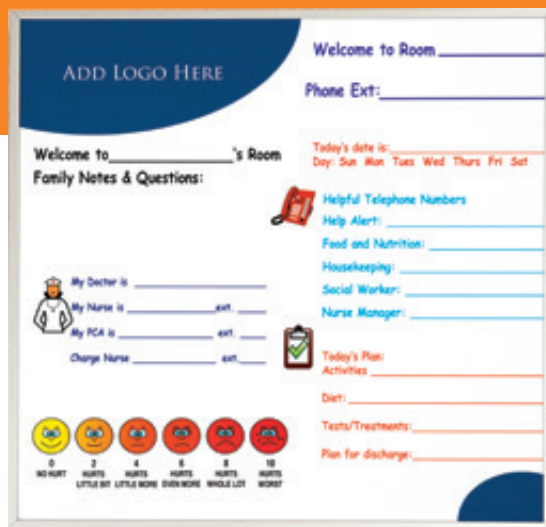 ADD LOGO HERE
Welcome to Room
Phone Ext:
Welcome to 's Room
Family Notes & Questions:
Today's date is:
Day: Sun Mon Tues Wed Thurs Fri Sat
Helpful Telephone Numbers
Help Alert:
Food and Nutrition:
Housekeeping:
Social Worker:
Nurse Manager:
My Doctor is
My Nurse is ext.
My PCA is ext.
Charge Nurse ext.
Today's Plan:
Activities
Diet:
Tests/Treatments:
Plan for discharge:
0 2 4 6 8 10
NO HURT HURTS HURTS HURTS HURTS HURTS
LITTLE BIT LITTLE MORE EVEN MORE WHOLE LOT WORST